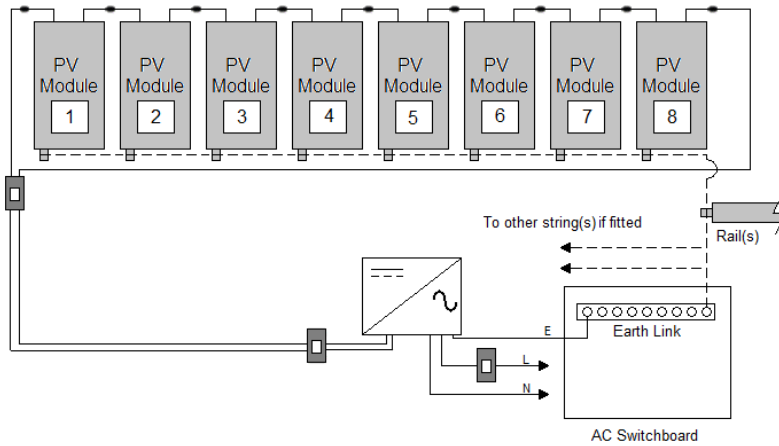 PV Module 1
PV Module 2
PV Module 3
PV Module 4
PV Module 5
PV Module 6
PV Module 7
PV Module 8
To other string(s) if fitted
Rail(s)
E
Earth Link
L
N
AC Switchboard